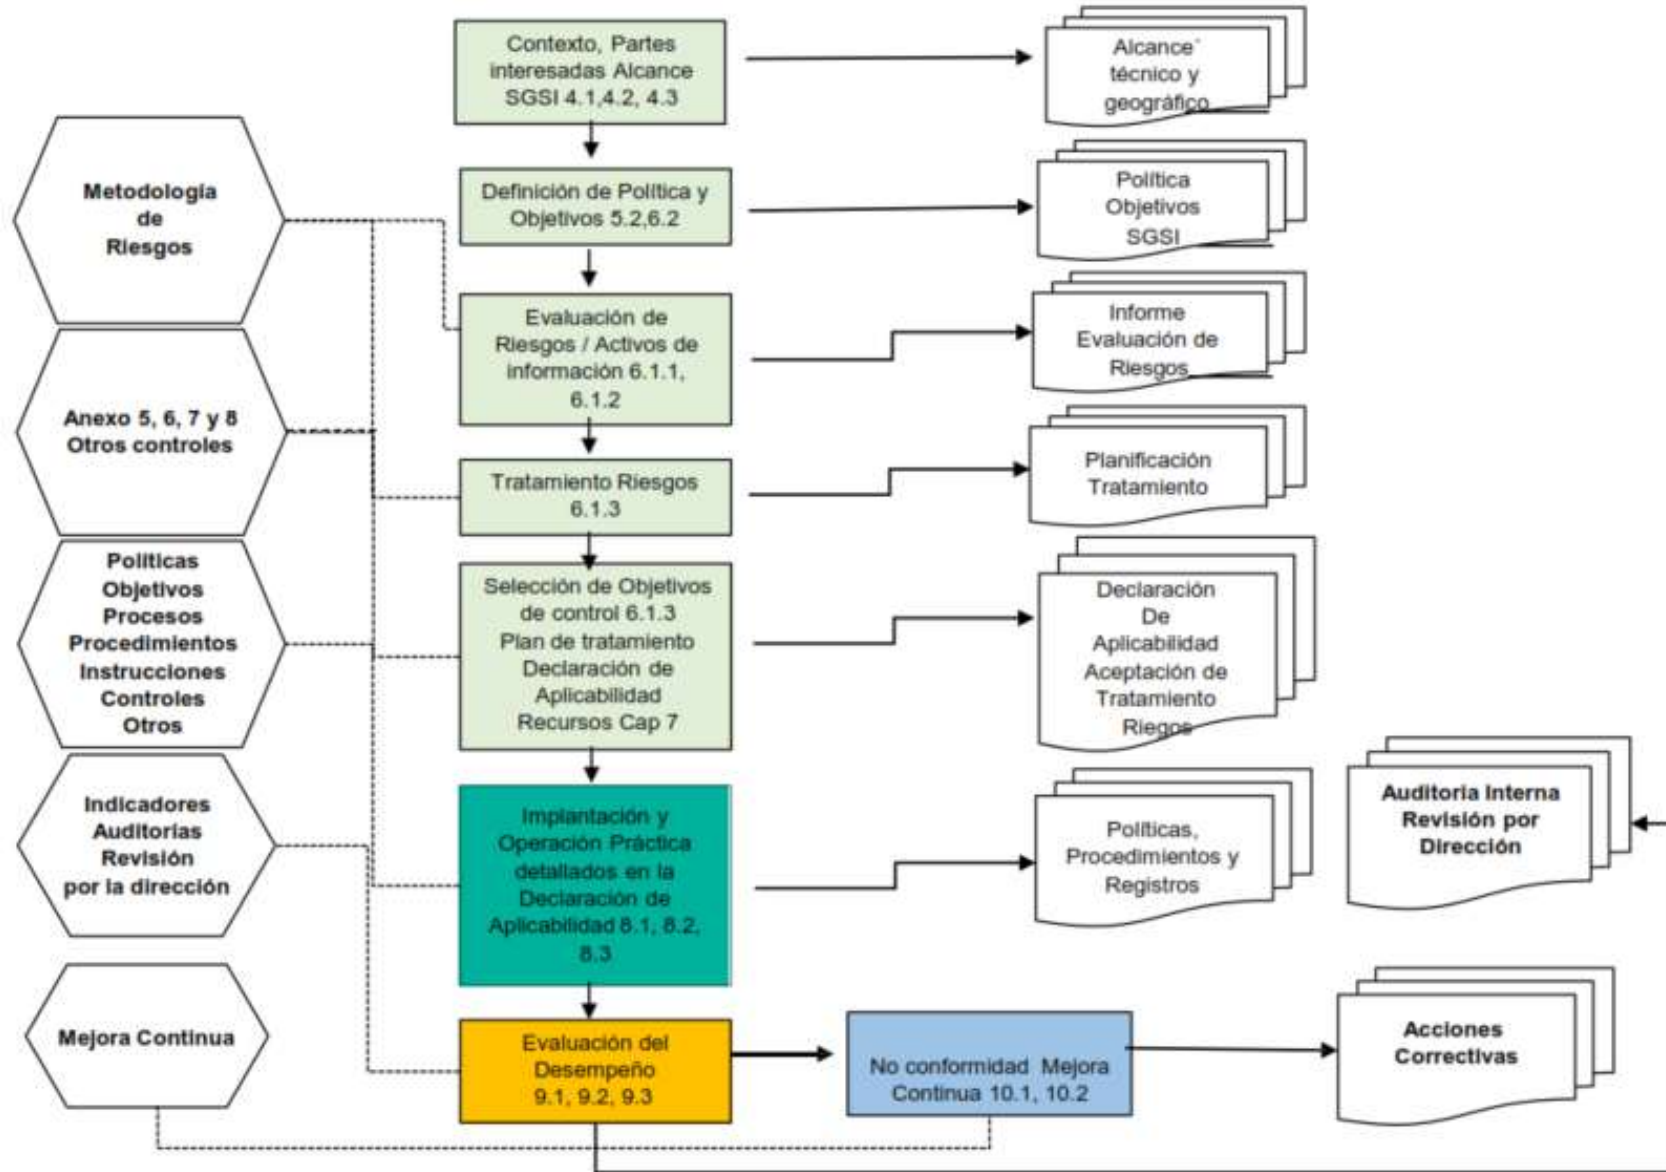 Contexto, Partes
interesadas Alcance
SGSI 4.1,4.2, 4.3
Alcance¨
técnico y
geográfico
Metodología
de
Riesgos
Definición de Política y
Objetivos 5.2,6.2
Política
Objetivos
SGSI
Evaluación de
Riesgos / Activos de
información 6.1.1,
6.1.2
Informe
Evaluación de
Riesgos
Anexo 5, 6, 7 y 8
Otros controles
Tratamiento Riesgos
6.1.3
Planificación
Tratamiento
Políticas
Objetivos
Procesos
Procedimientos
Instrucciones
Controles
Otros
Selección de Objetivos
de control 6.1.3
Plan de tratamiento
Declaración de
Aplicabilidad
Recursos Cap 7
Declaración
De
Aplicabilidad
Aceptación de
Tratamiento
Riegos
Indicadores
Auditorias
Revisión
por la dirección
Implantación y
Operación Práctica
detallados en la
Declaración de
Aplicabilidad 8.1, 8.2,
8.3
Políticas,
Procedimientos y
Registros
Auditoria Interna
Revisión por
Dirección
Mejora Continua
Evaluación del
Desempeño
9.1, 9.2, 9.3
No conformidad Mejora
Continua 10.1, 10.2
Acciones
Correctivas